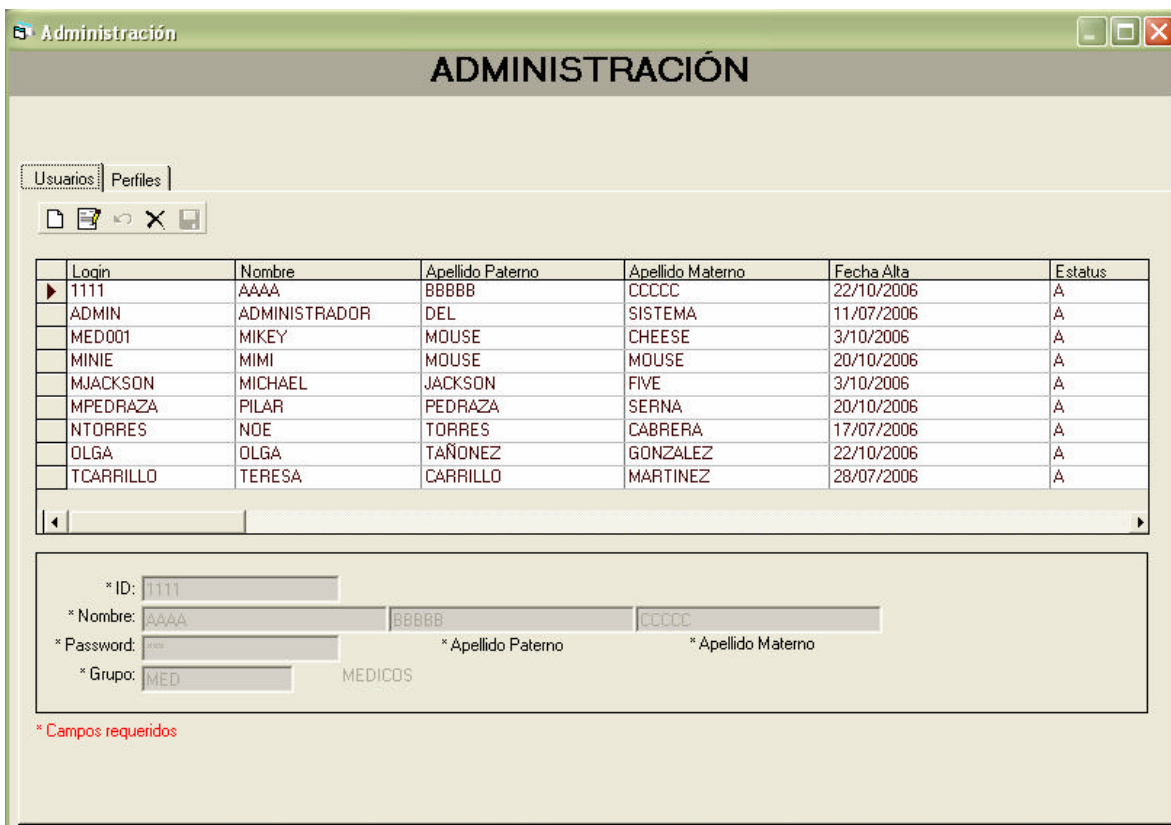 Administración
ADMINISTRACIÓN
Usuarios Perfiles
Login Nombre Apellido Paterno Apellido Materno Fecha Alta Estatus
1111 AAAA BBBBB CCCCC 22/10/2006 A
ADMIN ADMINISTRADOR DEL SISTEMA 11/07/2006 A
MED001 MIKEY MOUSE CHEESE 3/10/2006 A
MINIE MIMI MOUSE MOUSE 20/10/2006 A
MJACKSON MICHAEL JACKSON FIVE 3/10/2006 A
MPEDRAZA PILAR PEDRAZA SERNA 20/10/2006 A
NTORRES NOE TORRES CABRERA 17/07/2006 A
OLGA OLGA TAÑONEZ GONZALEZ 22/10/2006 A
TCARRILLO TERESA CARRILLO MARTINEZ 28/07/2006 A
* ID: 1111
* Nombre: AAAA BBBBB CCCCC
* Password: *** * Apellido Paterno * Apellido Materno
* Grupo: MED MEDICOS
* Campos requeridos